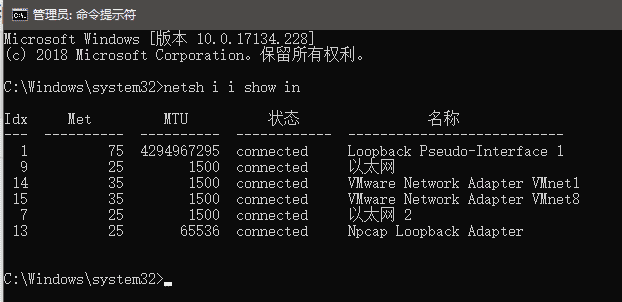 管理员: 命令提示符
Microsoft Windows [版本 10.0.17134.228]
(c) 2018 Microsoft Corporation。保留所有权利。
C:\Windows\system32>netsh i i show in
Idx     Met         MTU          状态                名称
---  ----------  ----------  ------------  ---------------------------
  1          75  4294967295  connected     Loopback Pseudo-Interface 1
  9          25        1500  connected     以太网
 14          35        1500  connected     VMware Network Adapter VMnet1
 15          35        1500  connected     VMware Network Adapter VMnet8
  7          25        1500  connected     以太网 2
 13          25       65536  connected     Npcap Loopback Adapter
C:\Windows\system32>